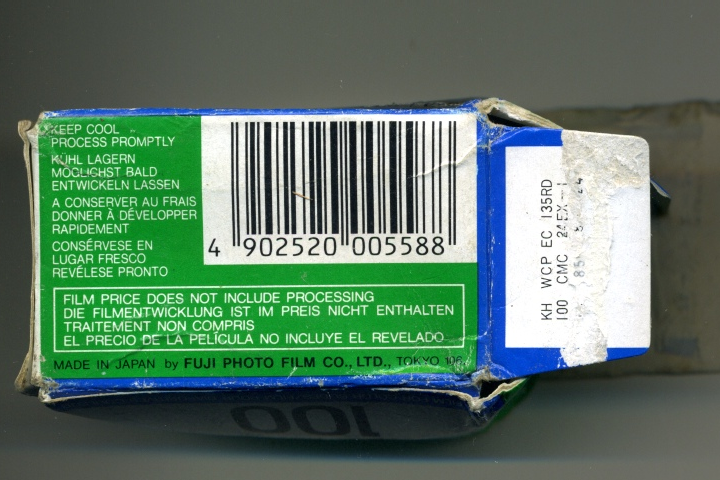 KEEP COOL
PROCESS PROMPTLY
KÜHL LAGERN
MÖGLICHST BALD
ENTWICKELN LASSEN
A CONSERVER AU FRAIS
DONNER À DÉVELOPPER
RAPIDEMENT
CONSÉRVESE EN
LUGAR FRESCO
REVÉLESE PRONTO
4 902520 005588
FILM PRICE DOES NOT INCLUDE PROCESSING
DIE FILMENTWICKLUNG IST IM PREIS NICHT ENTHALTEN
TRAITEMENT NON COMPRIS
EL PRECIO DE LA PELÍCULA NO INCLUYE EL REVELADO
MADE IN JAPAN by FUJI PHOTO FILM CO., LTD., TOKYO 106
KH WCP EC 135RD
100 CMC 24EX
100